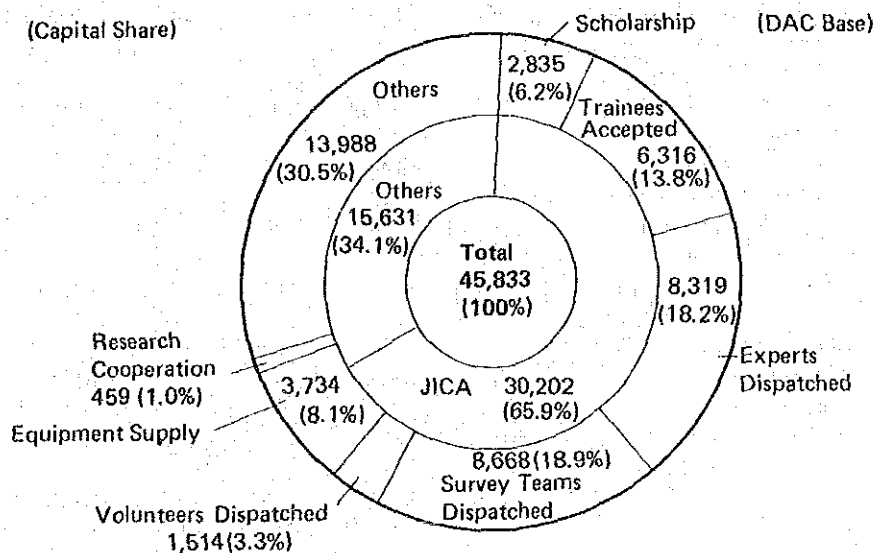 (Capital Share)
(DAC Base)
Scholarship
2,835
(6.2%)
Trainees
Accepted
6,316
(13.8%)
8,319
(18.2%)
Experts
Dispatched
8,668(18.9%)
Survey Teams
Dispatched
Volunteers Dispatched
1,514(3.3%)
3,734
(8.1%)
Equipment Supply
Research
Cooperation
459 (1.0%)
Others
13,988
(30.5%)
Others
15,631
(34.1%)
Total
45,833
(100%)
JICA
30,202
(65.9%)